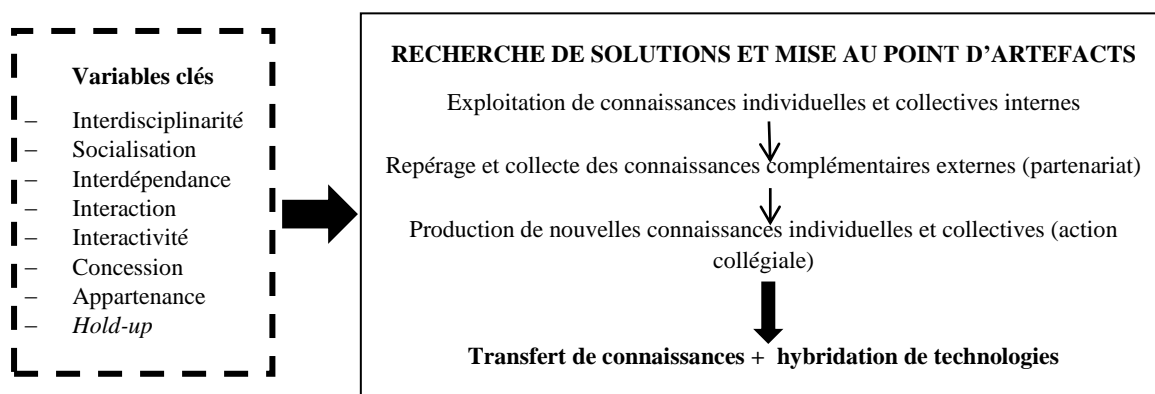 Variables clés
– Interdisciplinarité
– Socialisation
– Interdépendance
– Interaction
– Interactivité
– Concession
– Appartenance
– Hold-up
RECHERCHE DE SOLUTIONS ET MISE AU POINT D’ARTEFACTS
Exploitation de connaissances individuelles et collectives internes
Repérage et collecte des connaissances complémentaires externes (partenariat)
Production de nouvelles connaissances individuelles et collectives (action
collégiale)
Transfert de connaissances + hybridation de technologies